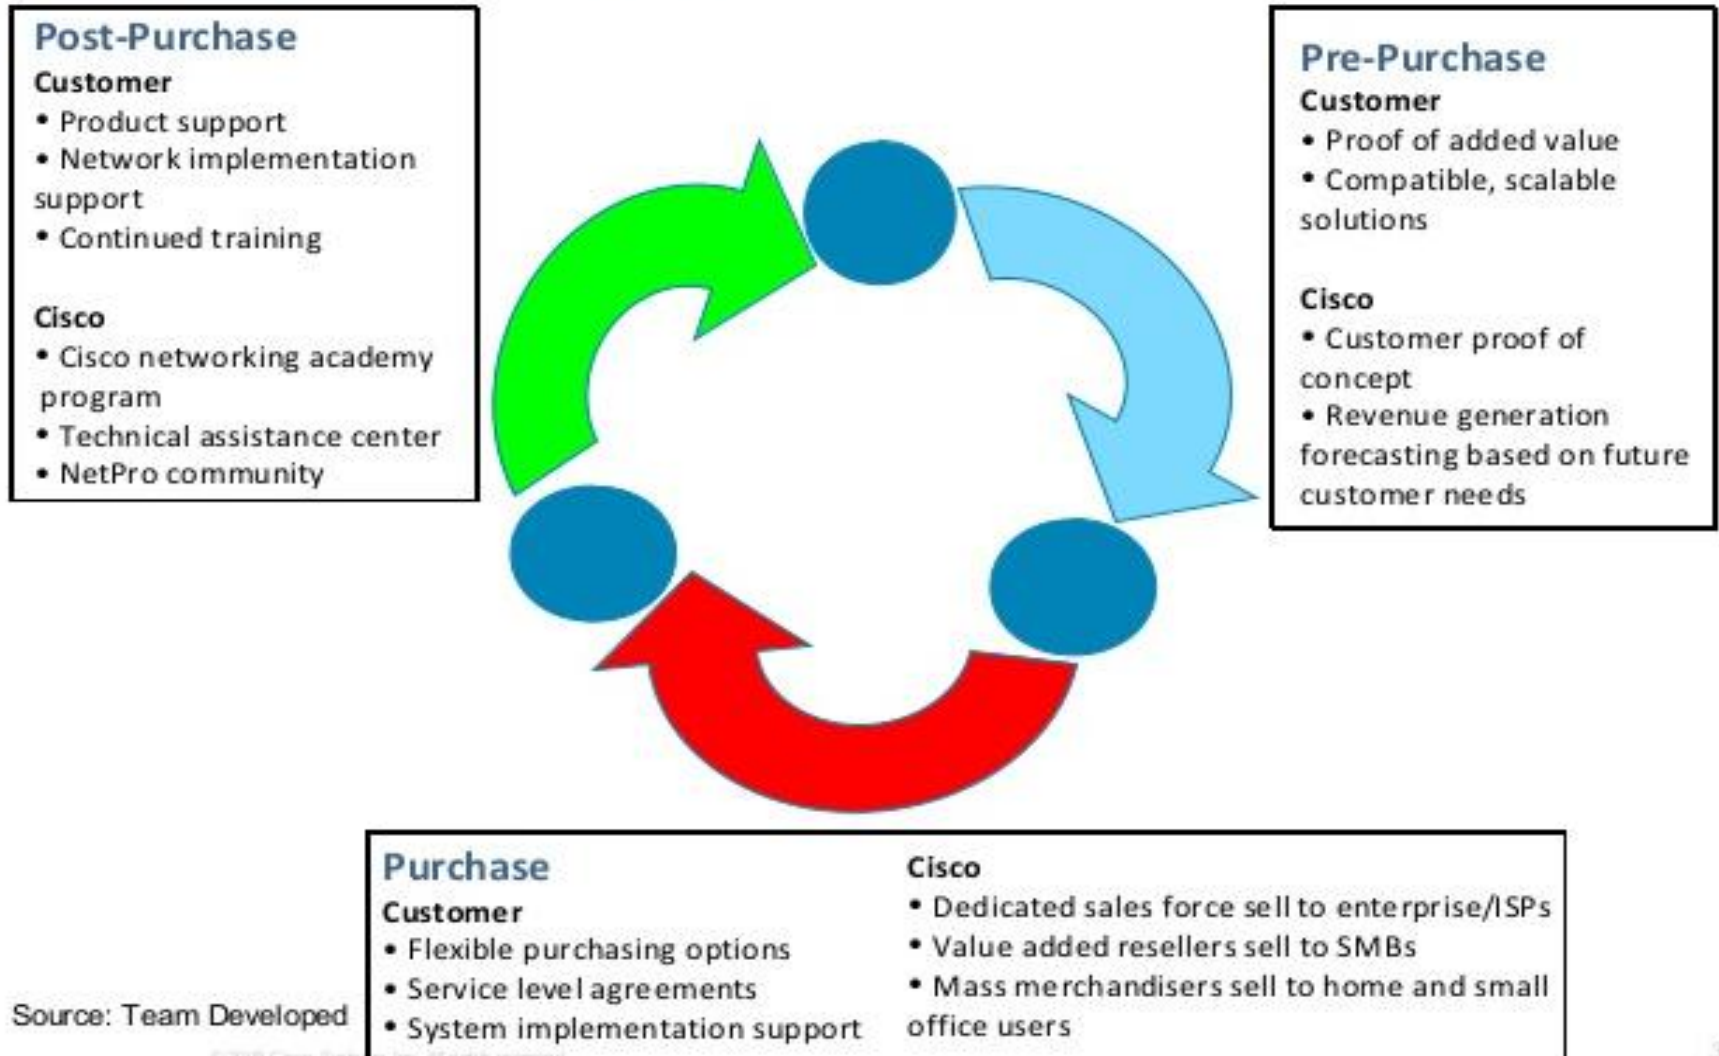 Post-Purchase
Customer
• Product support
• Network implementation
support
• Continued training
Cisco
• Cisco networking academy
program
• Technical assistance center
• NetPro community
Pre-Purchase
Customer
• Proof of added value
• Compatible, scalable
solutions
Cisco
• Customer proof of
concept
• Revenue generation
forecasting based on future
customer needs
Purchase
Customer
• Flexible purchasing options
• Service level agreements
• System implementation support
Cisco
• Dedicated sales force sell to enterprise/ISPs
• Value added resellers sell to SMBs
• Mass merchandisers sell to home and small
office users
Source: Team Developed